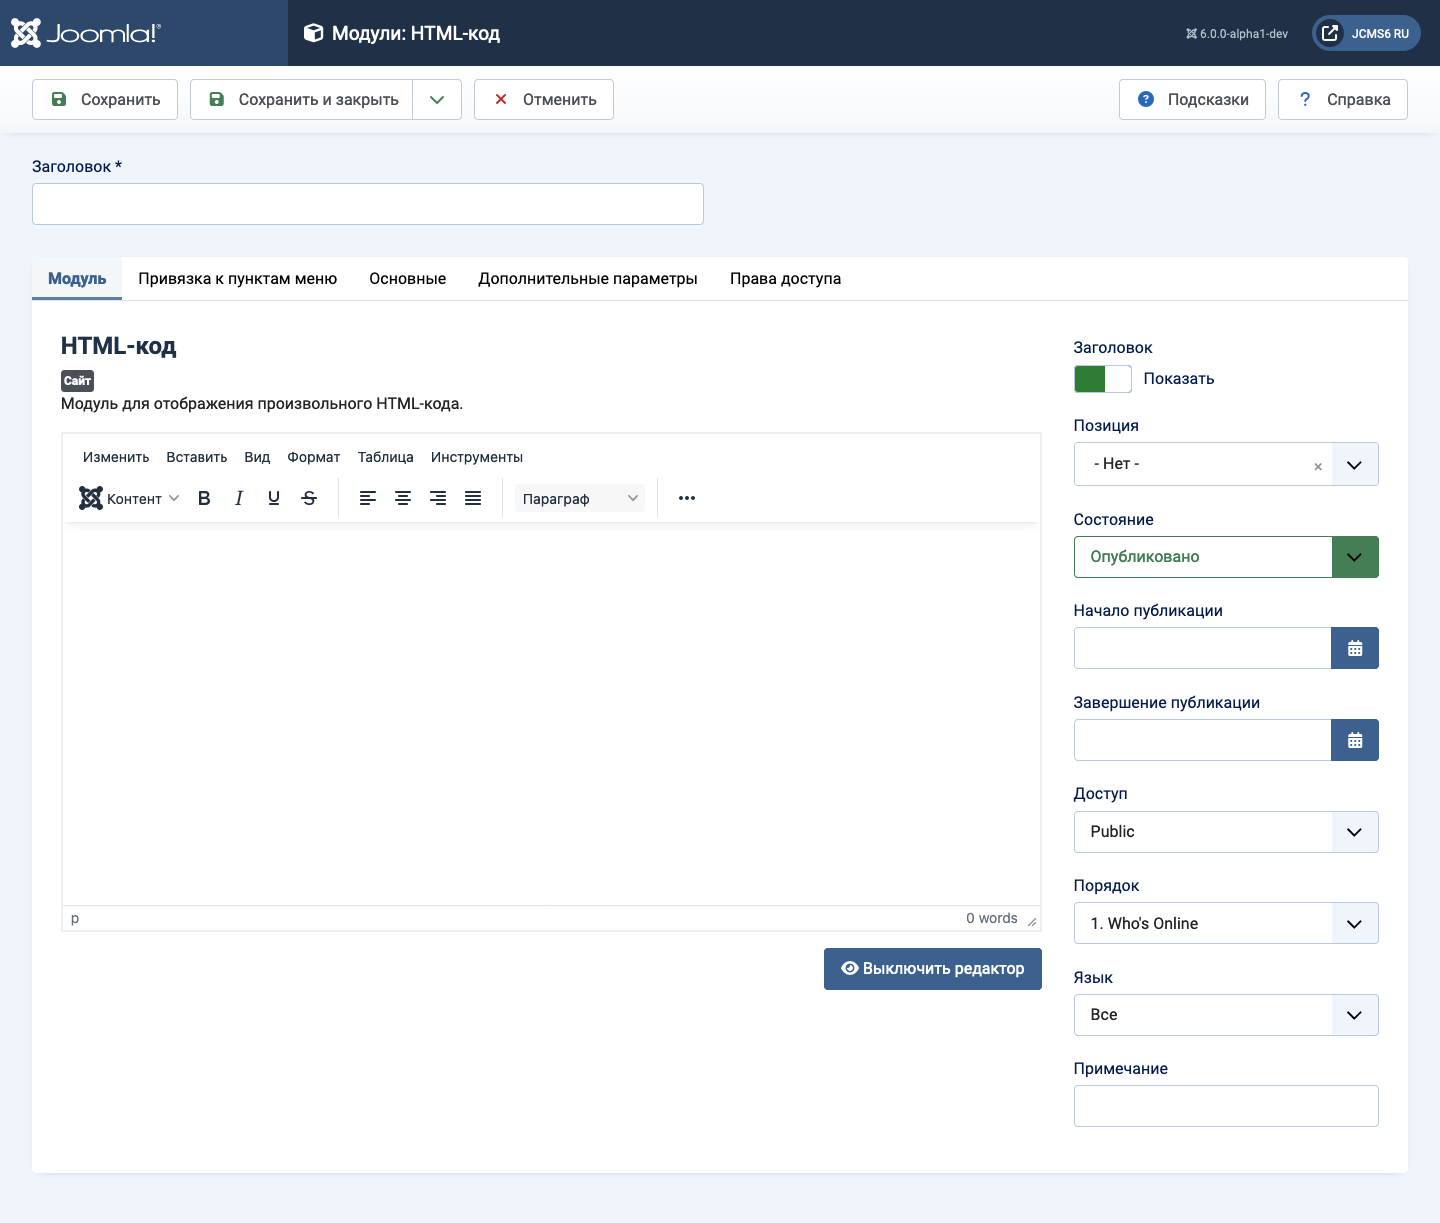 Joomla!®
Модули: HTML-код
6.0.0-alpha1-dev
JCMS6 RU
Сохранить
Сохранить и закрыть
Отменить
Подсказки
Справка
Заголовок *
Модуль
Привязка к пунктам меню
Основные
Дополнительные параметры
Права доступа
HTML-код
Сайт
Модуль для отображения произвольного HTML-кода.
Изменить Вставить Вид Формат Таблица Инструменты
Контент B I U S Параграф
p
0 words
Выключить редактор
Заголовок
Показать
Позиция
- Нет -
Состояние
Опубликовано
Начало публикации
Завершение публикации
Доступ
Public
Порядок
1. Who's Online
Язык
Все
Примечание